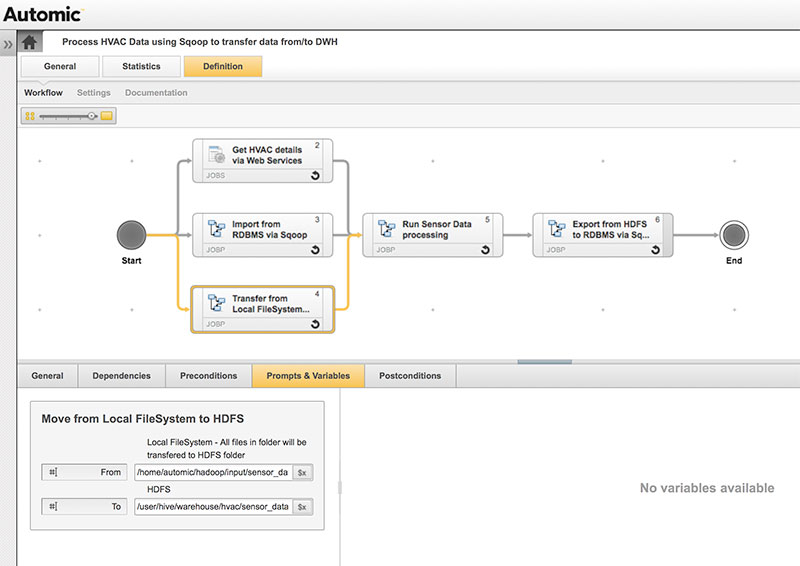 Automic
Process HVAC Data using Sqoop to transfer data from/to DWH
General
Statistics
Definition
Workflow
Settings
Documentation
Get HVAC details
via Web Services
2
JOBS
Import from
RDBMS via Sqoop
3
JOBP
Transfer from
Local FileSystem...
4
JOBP
Run Sensor Data
processing
5
JOBP
Export from HDFS
to RDBMS via Sq...
6
JOBP
Start
End
General
Dependencies
Preconditions
Prompts & Variables
Postconditions
Move from Local FileSystem to HDFS
Local FileSystem - All files in folder will be
transfered to HDFS folder
From
/home/automic/hadoop/input/sensor_da
$x
HDFS
To
/user/hive/warehouse/hvac/sensor_data
$x
No variables available